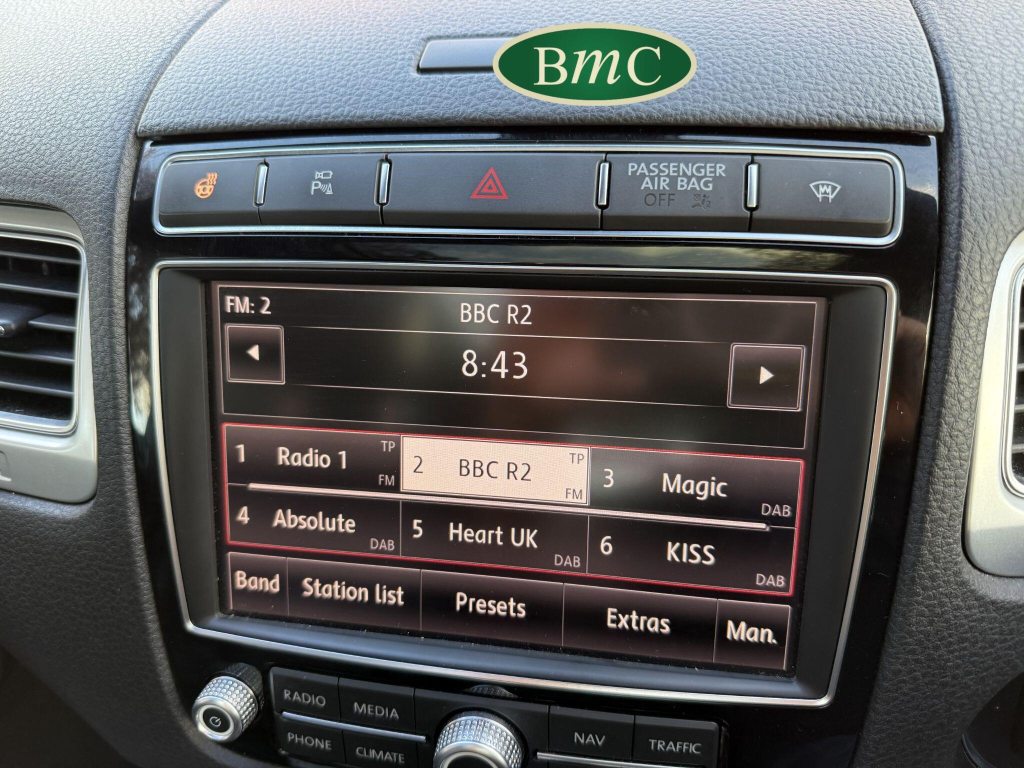 BmC
P
PASSENGER
AIR BAG
OFF
FM: 2
BBC R2
8:43
1 Radio 1 TP FM
2 BBC R2 TP FM
3 Magic DAB
4 Absolute DAB
5 Heart UK DAB
6 KISS DAB
Band Station list Presets Extras Man.
RADIO MEDIA NAV TRAFFIC
PHONE CLIMATE